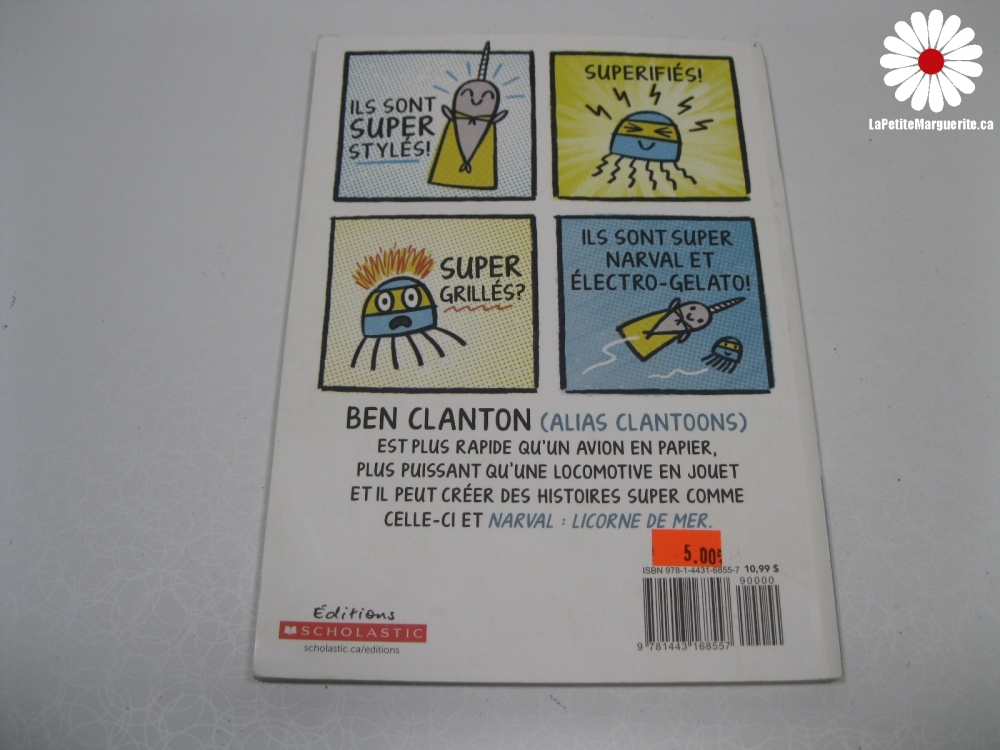 LaPetiteMarguerite.ca
ILS SONT
SUPER
STYLÉS!
SUPERIFIÉS!
SUPER
GRILLÉS?
ILS SONT SUPER
NARVAL ET
ÉLECTRO-GELATO!
BEN CLANTON (ALIAS CLANTOONS)
EST PLUS RAPIDE QU'UN AVION EN PAPIER,
PLUS PUISSANT QU'UNE LOCOMOTIVE EN JOUET
ET IL PEUT CRÉER DES HISTOIRES SUPER COMME
CELLE-CI ET NARVAL : LICORNE DE MER.
5.00$
ISBN 978-1-4431-6855-7 10,99 $
90000
9 781443 168557
Éditions
SCHOLASTIC
scholastic.ca/editions